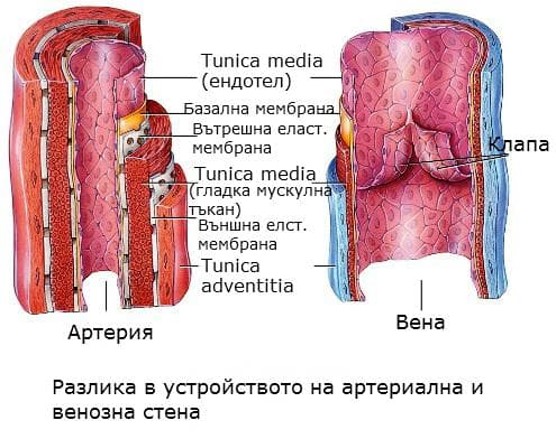 Tunica media
(ендотел)
Базална мембрана
Вътрешна еласт.
мембрана
Клапа
Tunica media
(гладка мускулна
тъкан)
Външна елст.
мембрана
Tunica
adventitia
Артерия
Вена
Разлика в устройството на артериална и
венозна стена